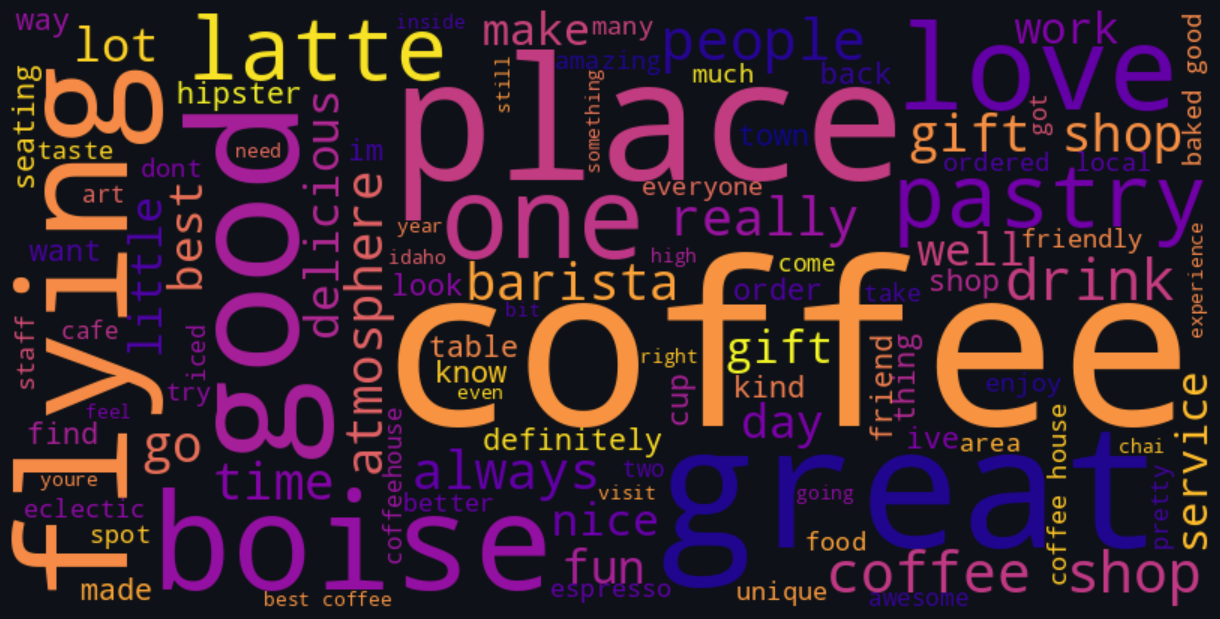 way
lot
latte
inside
make
many
people
love
work
good
baked
seating
hipster
amazing
much
back
still
something
place
town
got
gift shop
flying
taste
dont
need
good
delicious
im
everyone
ordered
local
art
best
atmosphere
year
one
really
pastry
want
little
idaho
high
come
well
friendly
look
barista
order
take
shop
drink
experience
bit
coffee
staff
cafe
iced
table
right
gift
know
even
kind
cup
friend
thing
enjoy
try
feel
find
go
coffeehouse
definitely
day
ive
area
coffee house
chai
service
youre
time
always
two
visit
going
great
pretty
eclectic
boise
better
nice
spot
food
fun
coffee shop
made
best coffee
espresso
unique
awesome